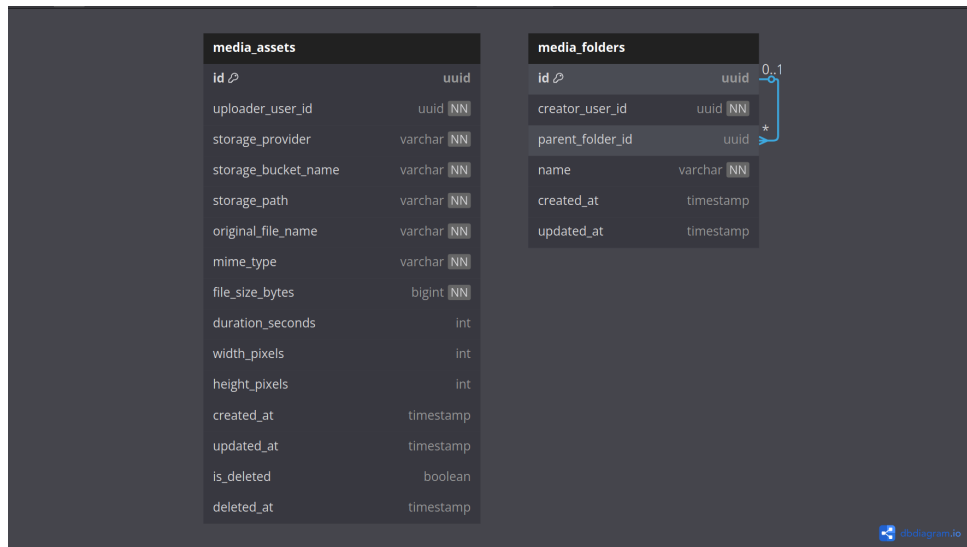 media_assets
id uuid
uploader_user_id uuid NN
storage_provider varchar NN
storage_bucket_name varchar NN
storage_path varchar NN
original_file_name varchar NN
mime_type varchar NN
file_size_bytes bigint NN
duration_seconds int
width_pixels int
height_pixels int
created_at timestamp
updated_at timestamp
is_deleted boolean
deleted_at timestamp
media_folders
id uuid
0..1
creator_user_id uuid NN
parent_folder_id uuid
*
name varchar NN
created_at timestamp
updated_at timestamp
dbdiagram.io